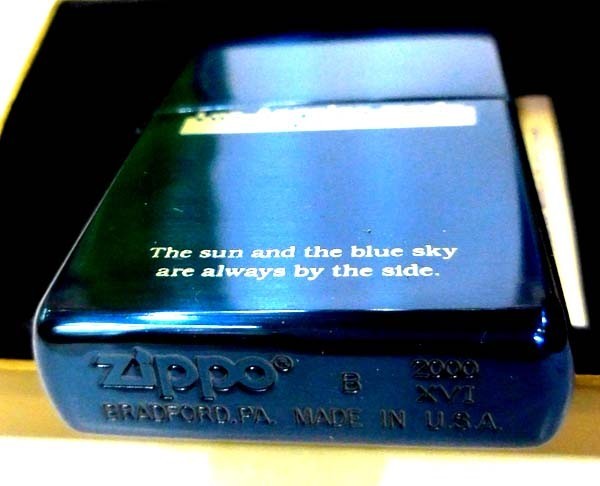 The sun and the blue sky
are always by the side.
Zippo® B 2000
XVI
BRADFORD, PA. MADE IN U.S.A.